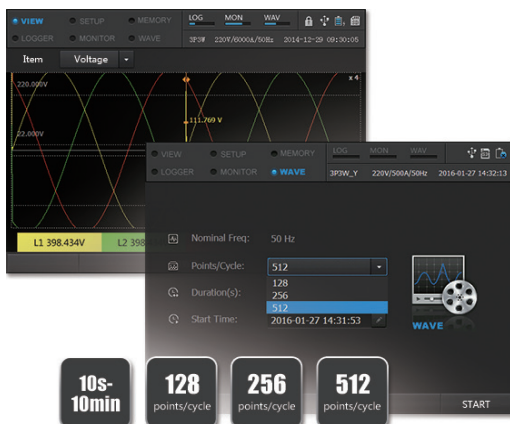 VIEW SETUP MEMORY LOG MON WAV
LOGGER MONITOR WAVE 3P3W 220V/6000A/50Hz 2014-12-29 09:30:05
Item Voltage
220.000V x 4
111.769 V
22.000V
L1 398.434V L2 398
VIEW SETUP MEMORY LOG MON WAV
LOGGER MONITOR WAVE 3P3W_Y 220V/500A/50Hz 2016-01-27 14:32:13
Nominal Freq: 50 Hz
Points/Cycle: 512
128
Duration(s): 256
512
Start Time: 2016-01-27 14:31:53
WAVE
START
10s-
10min
128
points/cycle
256
points/cycle
512
points/cycle